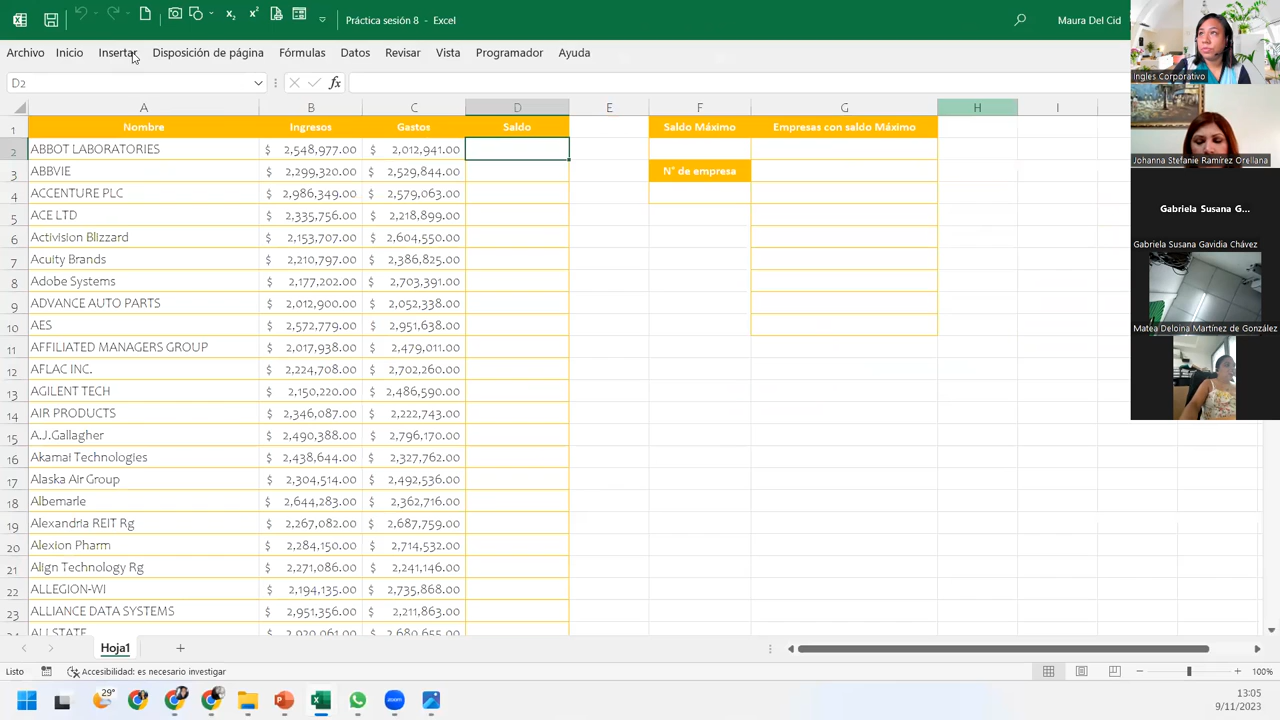 Práctica sesión 8 - Excel
Maura Del Cid
Archivo Inicio Insertar Disposición de página Fórmulas Datos Revisar Vista Programador Ayuda
D2 fx
A B C D E F G H I
1 Nombre Ingresos Gastos Saldo Saldo Máximo Empresas con saldo Máximo
2 ABBOT LABORATORIES $ 2,548,977.00 $ 2,012,941.00
3 ABBVIE $ 2,299,320.00 $ 2,529,844.00 N° de empresa
4 ACCENTURE PLC $ 2,986,349.00 $ 2,579,063.00
5 ACE LTD $ 2,335,756.00 $ 2,218,899.00
6 Activision Blizzard $ 2,153,707.00 $ 2,604,550.00
7 Acuity Brands $ 2,210,797.00 $ 2,386,825.00
8 Adobe Systems $ 2,177,202.00 $ 2,703,391.00
9 ADVANCE AUTO PARTS $ 2,012,900.00 $ 2,052,338.00
10 AES $ 2,572,779.00 $ 2,951,638.00
11 AFFILIATED MANAGERS GROUP $ 2,017,938.00 $ 2,479,011.00
12 AFLAC INC. $ 2,224,708.00 $ 2,702,260.00
13 AGILENT TECH $ 2,150,220.00 $ 2,486,590.00
14 AIR PRODUCTS $ 2,346,087.00 $ 2,222,743.00
15 A.J.Gallagher $ 2,490,388.00 $ 2,796,170.00
16 Akamai Technologies $ 2,438,644.00 $ 2,327,762.00
17 Alaska Air Group $ 2,304,514.00 $ 2,492,536.00
18 Albemarle $ 2,644,283.00 $ 2,362,716.00
19 Alexandria REIT Rg $ 2,267,082.00 $ 2,687,759.00
20 Alexion Pharm $ 2,284,150.00 $ 2,714,532.00
21 Align Technology Rg $ 2,271,086.00 $ 2,241,146.00
22 ALLEGION-WI $ 2,194,135.00 $ 2,735,868.00
23 ALLIANCE DATA SYSTEMS $ 2,951,356.00 $ 2,211,863.00
24 ALLSTATE $ 2,920,061.00 $ 2,680,655.00
Ingles Corporativo
Johanna Stefanie Ramírez Orellana
Gabriela Susana G...
Gabriela Susana Gavidia Chávez
Matea Deloina Martínez de González
Hoja1
Listo Accesibilidad: es necesario investigar 100%
29°
13:05
9/11/2023